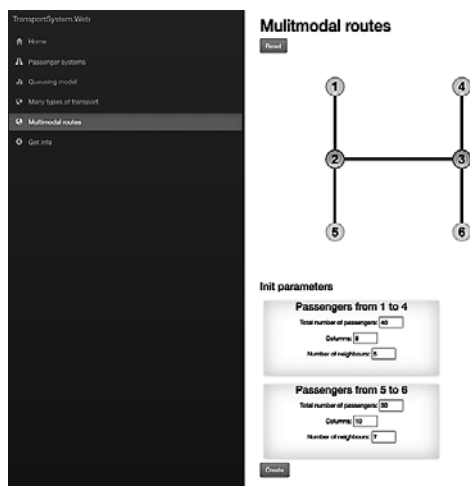 TransportSystem.Web
Home
Passenger systems
Queueing model
Many types of transport
Multimodal routes
Get info
Mulitmodal routes
Reset
1 4
2 3
5 6
Init parameters
Passengers from 1 to 4
Total number of passengers: 40
Columns: 8
Number of neighbours: 5
Passengers from 5 to 6
Total number of passengers: 30
Columns: 10
Number of neighbours: 7
Create